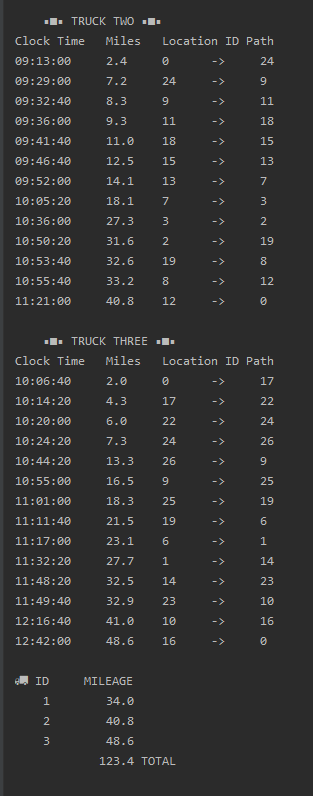 ▪■▪ TRUCK TWO ▪■▪
Clock Time Miles Location ID Path
09:13:00 2.4 0 -> 24
09:29:00 7.2 24 -> 9
09:32:40 8.3 9 -> 11
09:36:00 9.3 11 -> 18
09:41:40 11.0 18 -> 15
09:46:40 12.5 15 -> 13
09:52:00 14.1 13 -> 7
10:05:20 18.1 7 -> 3
10:36:00 27.3 3 -> 2
10:50:20 31.6 2 -> 19
10:53:40 32.6 19 -> 8
10:55:40 33.2 8 -> 12
11:21:00 40.8 12 -> 0
▪■▪ TRUCK THREE ▪■▪
Clock Time Miles Location ID Path
10:06:40 2.0 0 -> 17
10:14:20 4.3 17 -> 22
10:20:00 6.0 22 -> 24
10:24:20 7.3 24 -> 26
10:44:20 13.3 26 -> 9
10:55:00 16.5 9 -> 25
11:01:00 18.3 25 -> 19
11:11:40 21.5 19 -> 6
11:17:00 23.1 6 -> 1
11:32:20 27.7 1 -> 14
11:48:20 32.5 14 -> 23
11:49:40 32.9 23 -> 10
12:16:40 41.0 10 -> 16
12:42:00 48.6 16 -> 0
🚚 ID MILEAGE
1 34.0
2 40.8
3 48.6
123.4 TOTAL